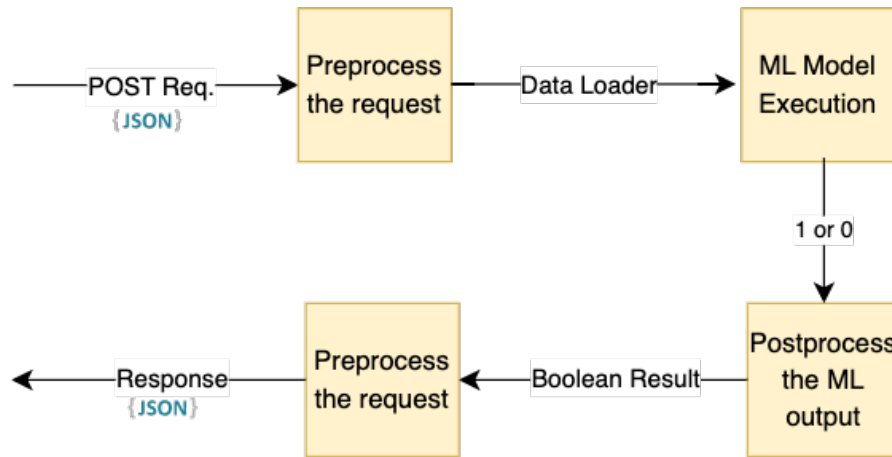 POST Req.
{JSON}
Preprocess
the request
Data Loader
ML Model
Execution
1 or 0
Postprocess
the ML
output
Boolean Result
Preprocess
the request
Response
{JSON}